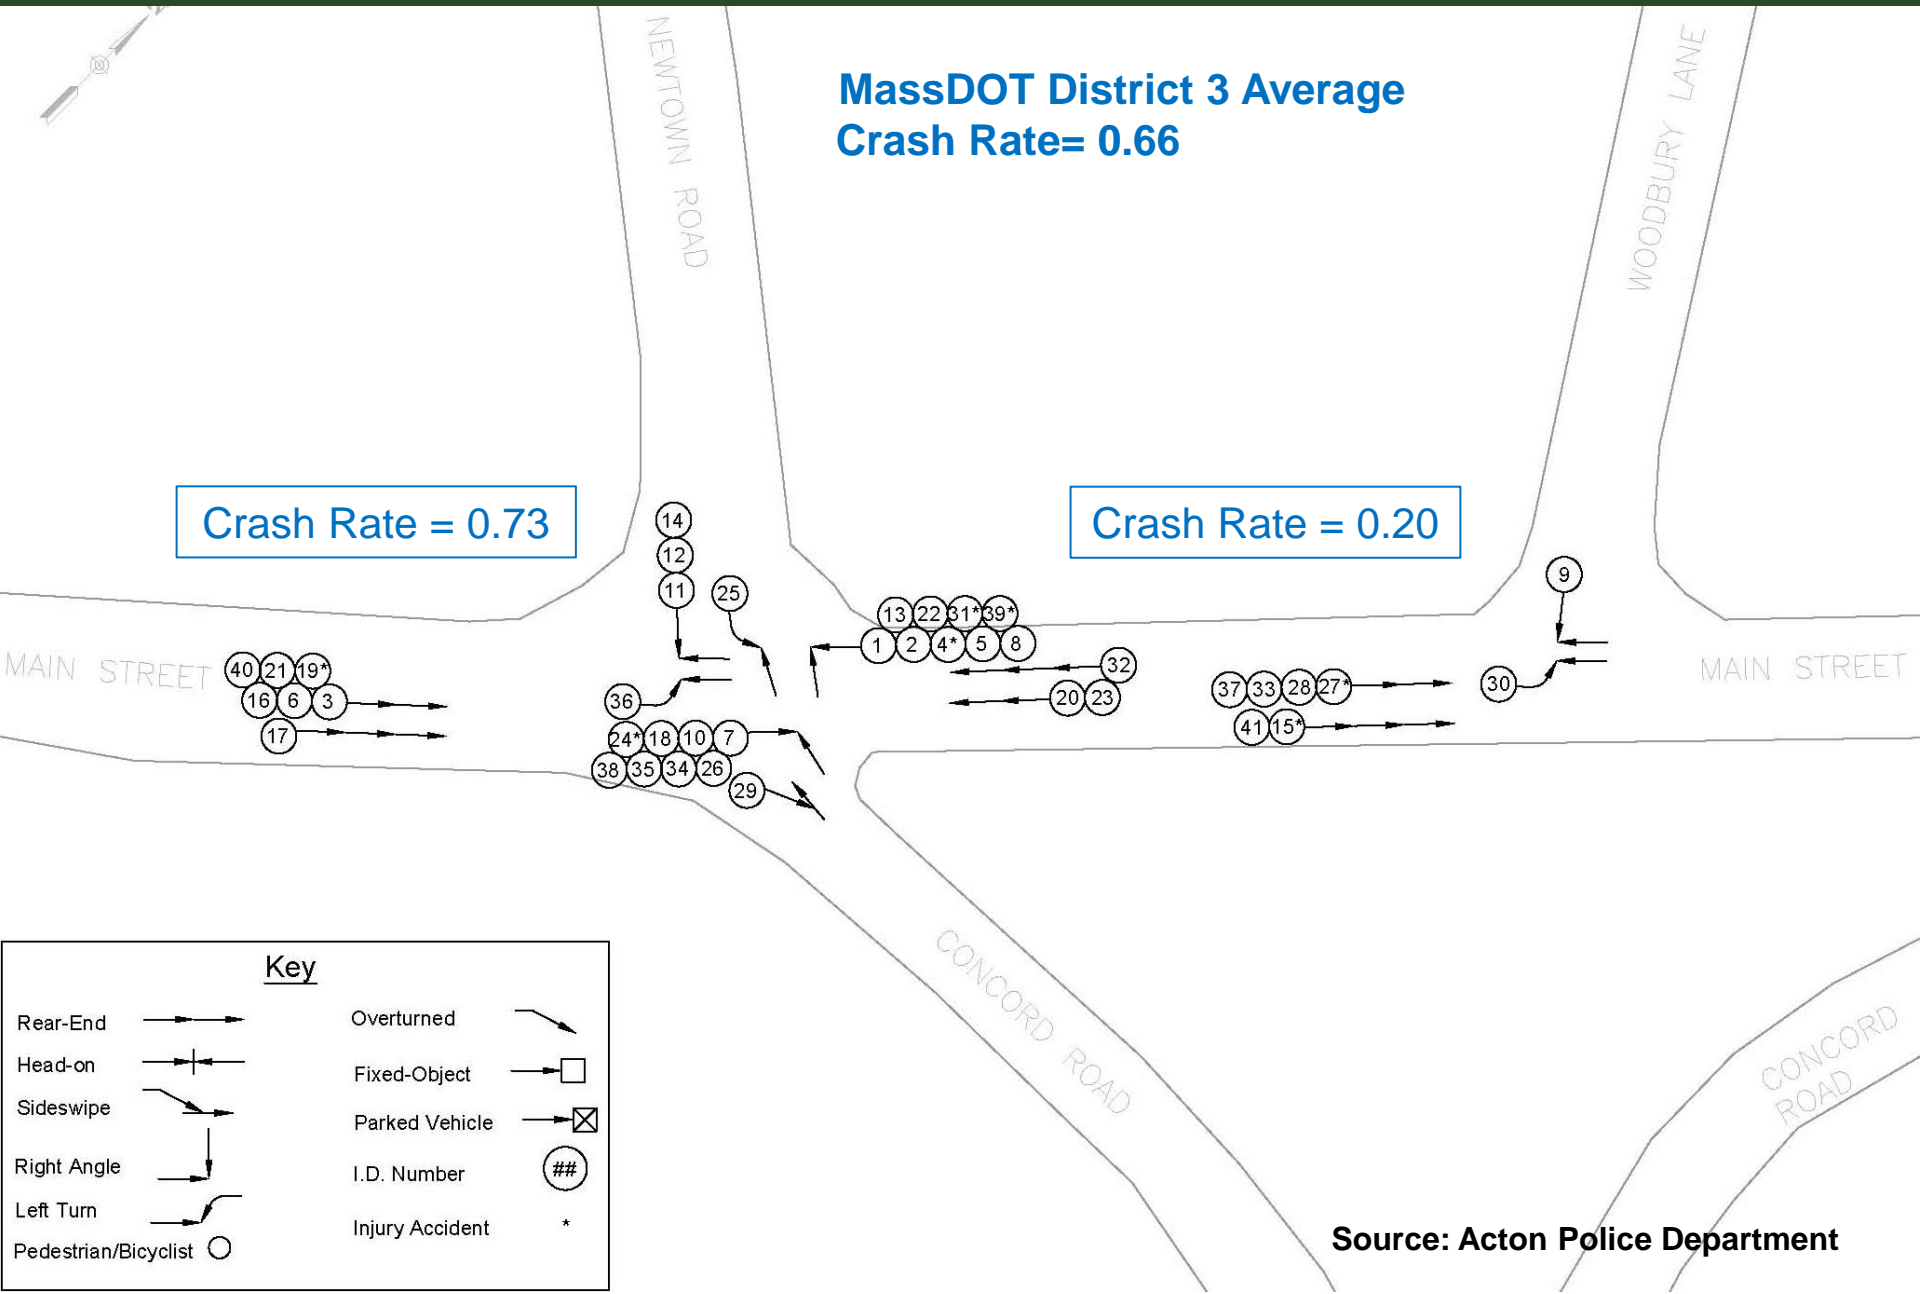 MassDOT District 3 Average
Crash Rate= 0.66
NEWTOWN ROAD
WOODBURY LANE
Crash Rate = 0.73
Crash Rate = 0.20
14
12
11
25
9
13 22 31* 39*
1 2 4* 5 8
MAIN STREET
40 21 19*
16 6 3
17
36
32
20 23
37 33 28 27*
41 15*
30
MAIN STREET
24* 18 10 7
38 35 34 26
29
CONCORD ROAD
CONCORD
ROAD
Key
Rear-End
Head-on
Sideswipe
Right Angle
Left Turn
Pedestrian/Bicyclist
Overturned
Fixed-Object
Parked Vehicle
I.D. Number ##
Injury Accident *
Source: Acton Police Department